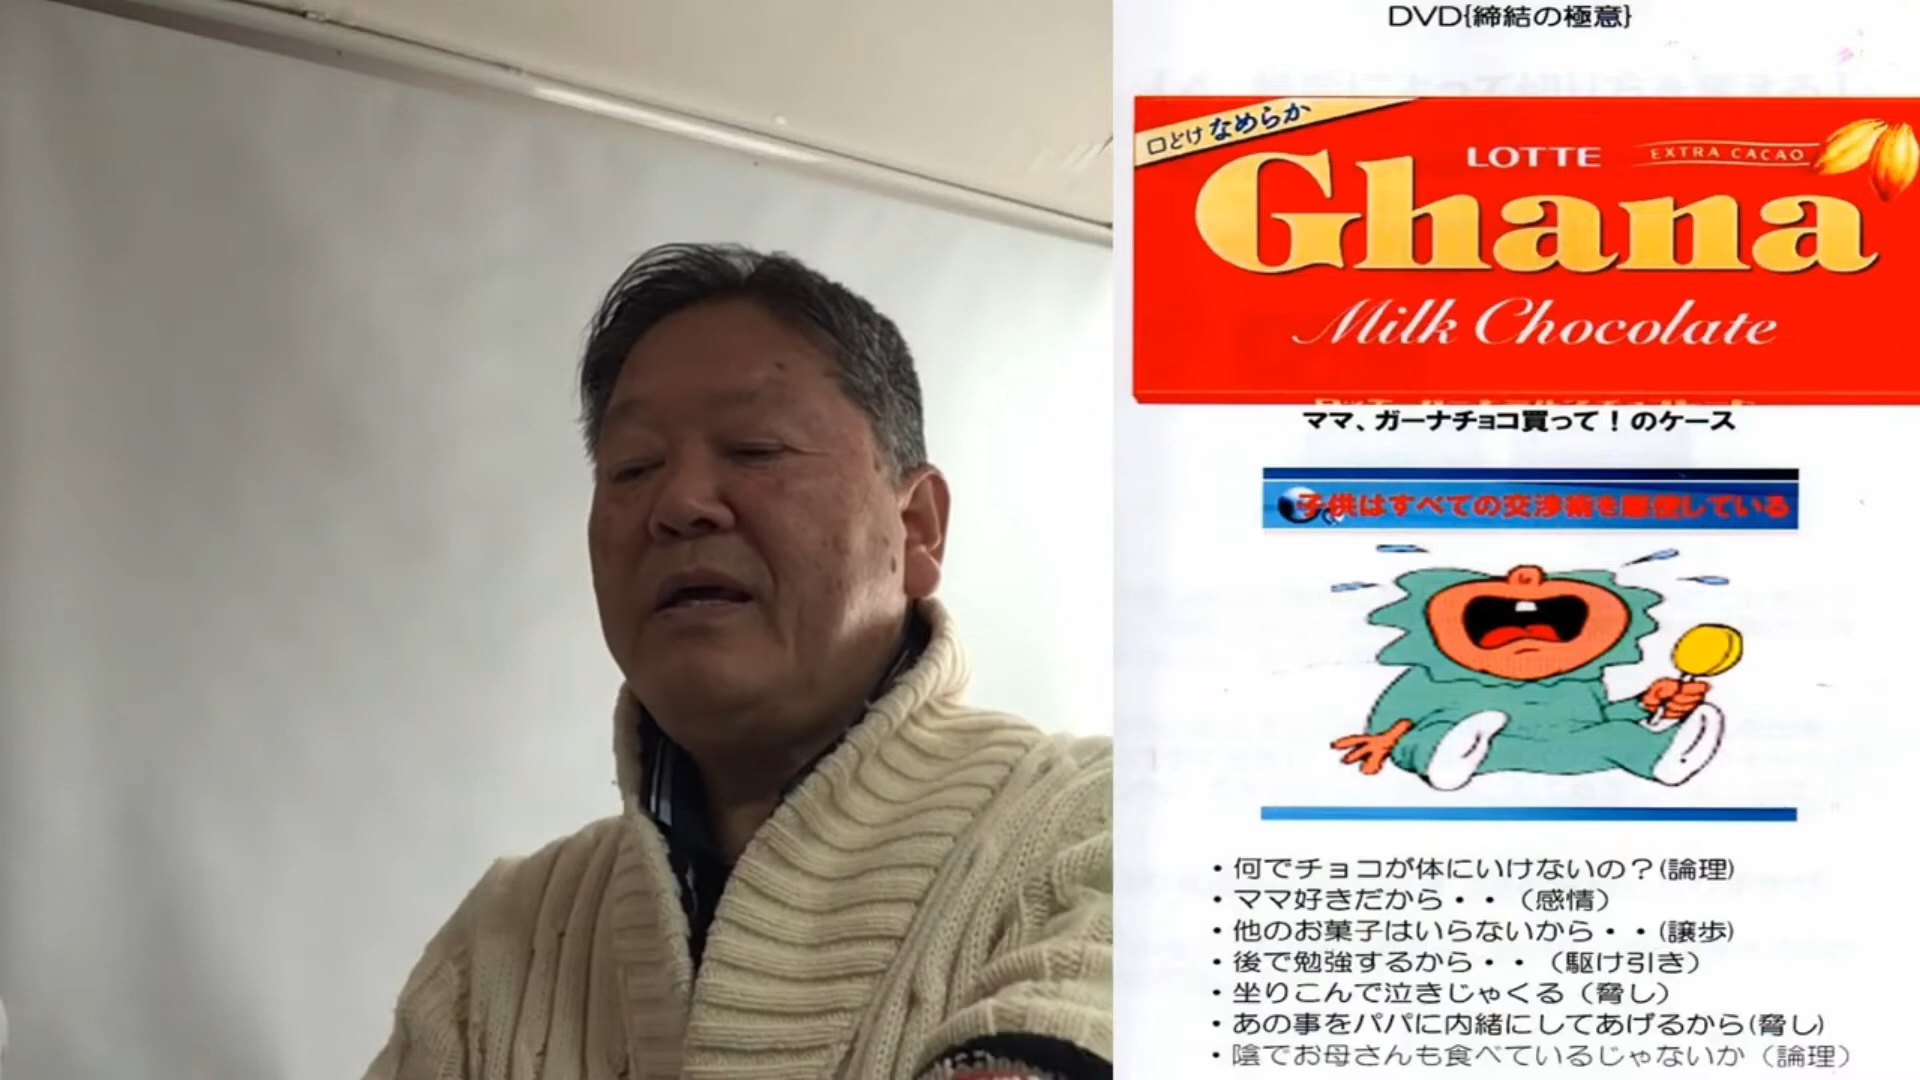 DVD{締結の極意}
口どけなめらか
LOTTE
EXTRA CACAO
Ghana
Milk Chocolate
ママ、ガーナチョコ買って！のケース
子供はすべての交渉術を駆使している
・何でチョコが体にいけないの？(論理)
・ママ好きだから・・（感情）
・他のお菓子はいらないから・・(譲歩)
・後で勉強するから・・（駆け引き）
・坐りこんで泣きじゃくる（脅し）
・あの事をパパに内緒にしてあげるから(脅し)
・陰でお母さんも食べているじゃないか（論理）